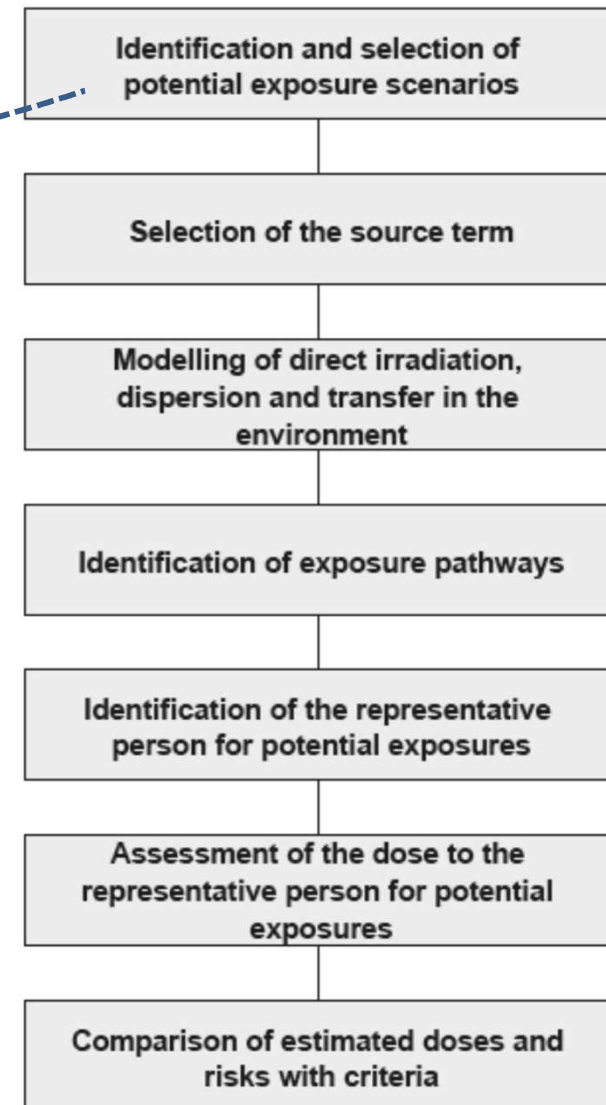 Identification and selection of
potential exposure scenarios
Selection of the source term
Modelling of direct irradiation,
dispersion and transfer in the
environment
Identification of exposure pathways
Identification of the representative
person for potential exposures
Assessment of the dose to the
representative person for potential
exposures
Comparison of estimated doses and
risks with criteria